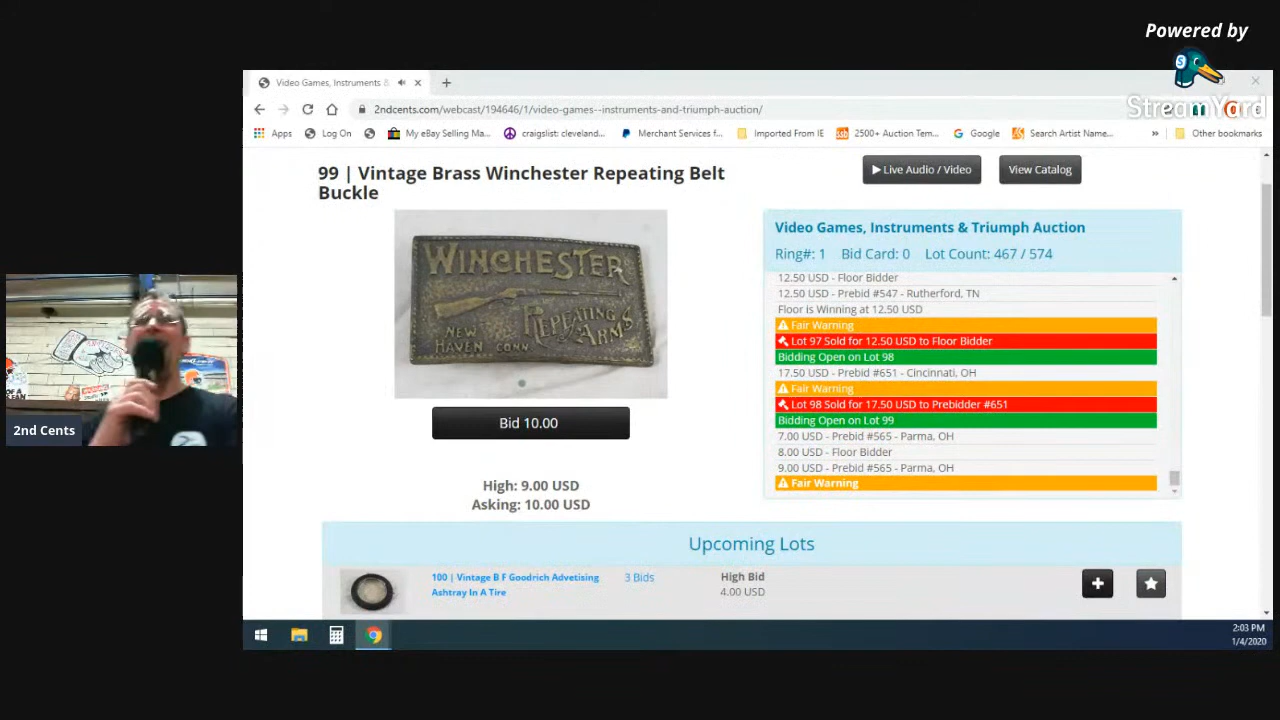 Powered by
StreamYard
Video Games, Instruments &
2ndcents.com/webcast/194646/1/video-games--instruments-and-triumph-auction/
Apps
Log On
My eBay Selling Ma...
craigslist: cleveland...
Merchant Services f...
Imported From IE
2500+ Auction Tem...
Google
Search Artist Name...
»
Other bookmarks
99 | Vintage Brass Winchester Repeating Belt
Buckle
Live Audio / Video
View Catalog
WINCHESTER
REPEATING
ARMS
NEW
HAVEN CONN
Bid 10.00
High: 9.00 USD
Asking: 10.00 USD
Video Games, Instruments & Triumph Auction
Ring#: 1 Bid Card: 0 Lot Count: 467 / 574
12.50 USD - Floor Bidder
12.50 USD - Prebid #547 - Rutherford, TN
Floor is Winning at 12.50 USD
Fair Warning
Lot 97 Sold for 12.50 USD to Floor Bidder
Bidding Open on Lot 98
17.50 USD - Prebid #651 - Cincinnati, OH
Fair Warning
Lot 98 Sold for 17.50 USD to Prebidder #651
Bidding Open on Lot 99
7.00 USD - Prebid #565 - Parma, OH
8.00 USD - Floor Bidder
9.00 USD - Prebid #565 - Parma, OH
Fair Warning
2nd Cents
Upcoming Lots
100 | Vintage B F Goodrich Advetising
Ashtray In A Tire
3 Bids
High Bid
4.00 USD
2:03 PM
1/4/2020